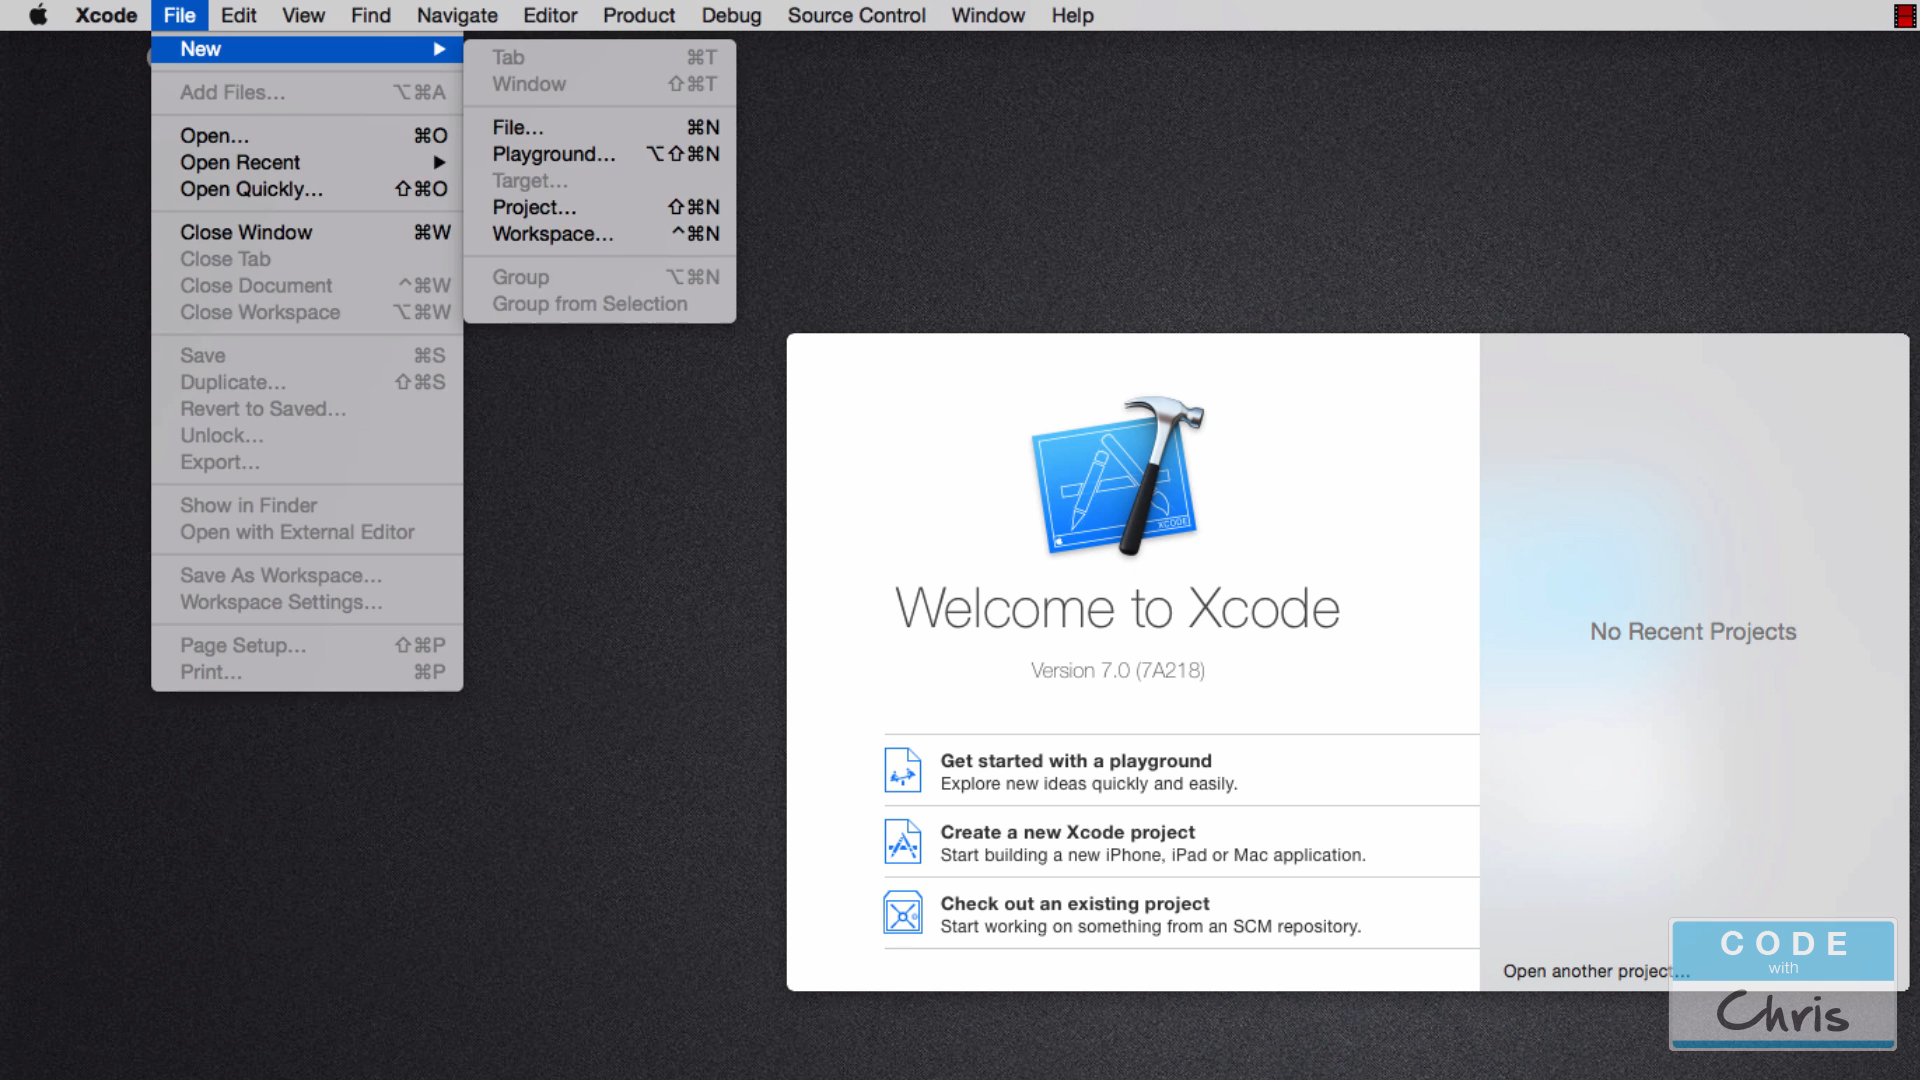 Xcode File Edit View Find Navigate Editor Product Debug Source Control Window Help
New
Add Files... ⌥⌘A
Open... ⌘O
Open Recent
Open Quickly... ⇧⌘O
Close Window ⌘W
Close Tab
Close Document ^⌘W
Close Workspace ⌥⌘W
Save ⌘S
Duplicate... ⇧⌘S
Revert to Saved...
Unlock...
Export...
Show in Finder
Open with External Editor
Save As Workspace...
Workspace Settings...
Page Setup... ⇧⌘P
Print... ⌘P
Tab ⌘T
Window ⇧⌘T
File... ⌘N
Playground... ⌥⇧⌘N
Target...
Project... ⇧⌘N
Workspace... ^⌘N
Group ⌥⌘N
Group from Selection
XCODE
Welcome to Xcode
Version 7.0 (7A218)
Get started with a playground
Explore new ideas quickly and easily.
Create a new Xcode project
Start building a new iPhone, iPad or Mac application.
Check out an existing project
Start working on something from an SCM repository.
No Recent Projects
Open another project...
CODE
with
Chris